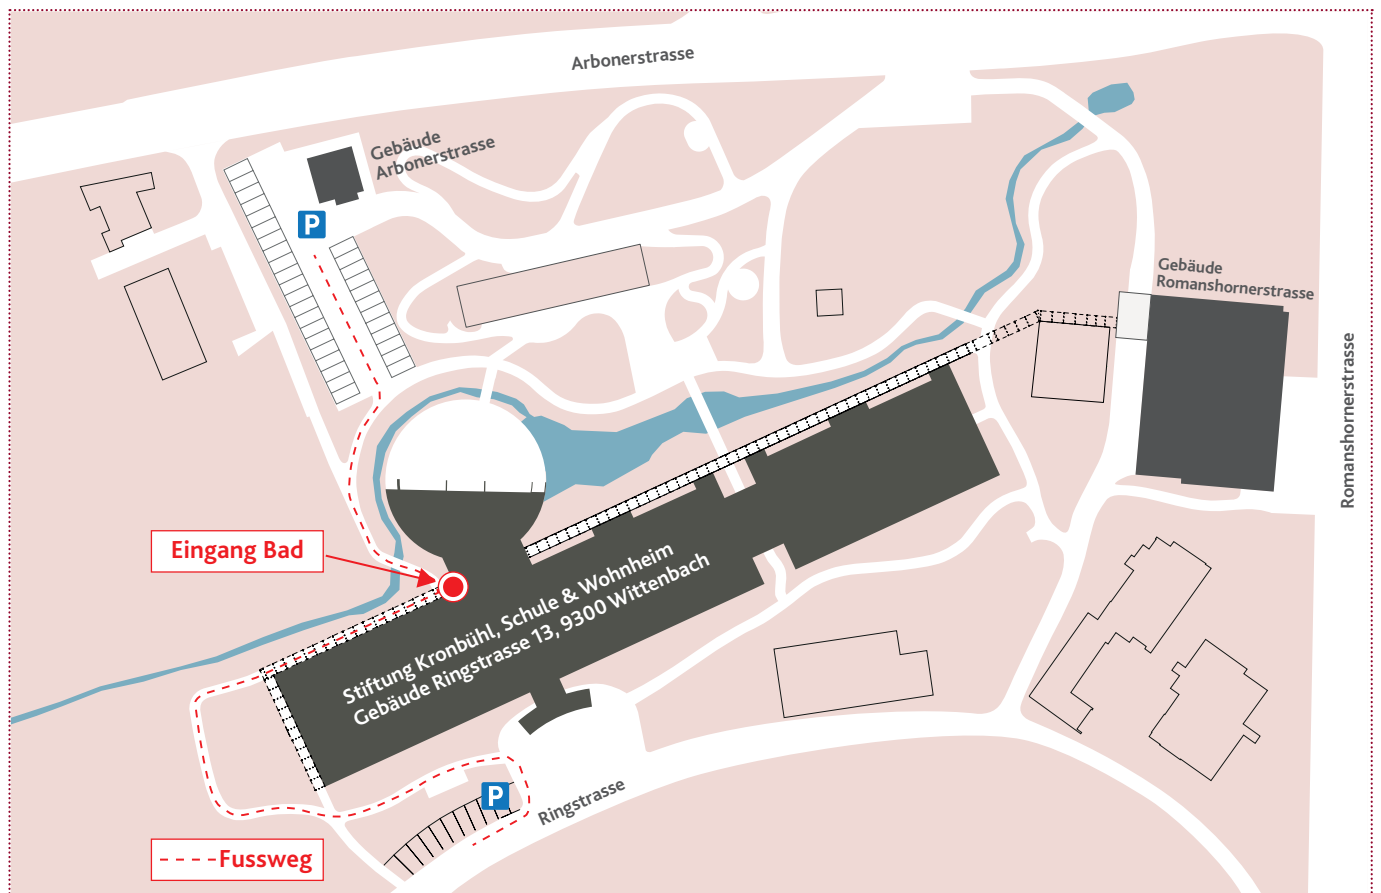 Arbonerstrasse
Gebäude
Arbonerstrasse
P
Gebäude
Romanshornerstrasse
Romanshornerstrasse
Eingang Bad
Stiftung Kronbühl, Schule & Wohnheim
Gebäude Ringstrasse 13, 9300 Wittenbach
P
Ringstrasse
Fussweg